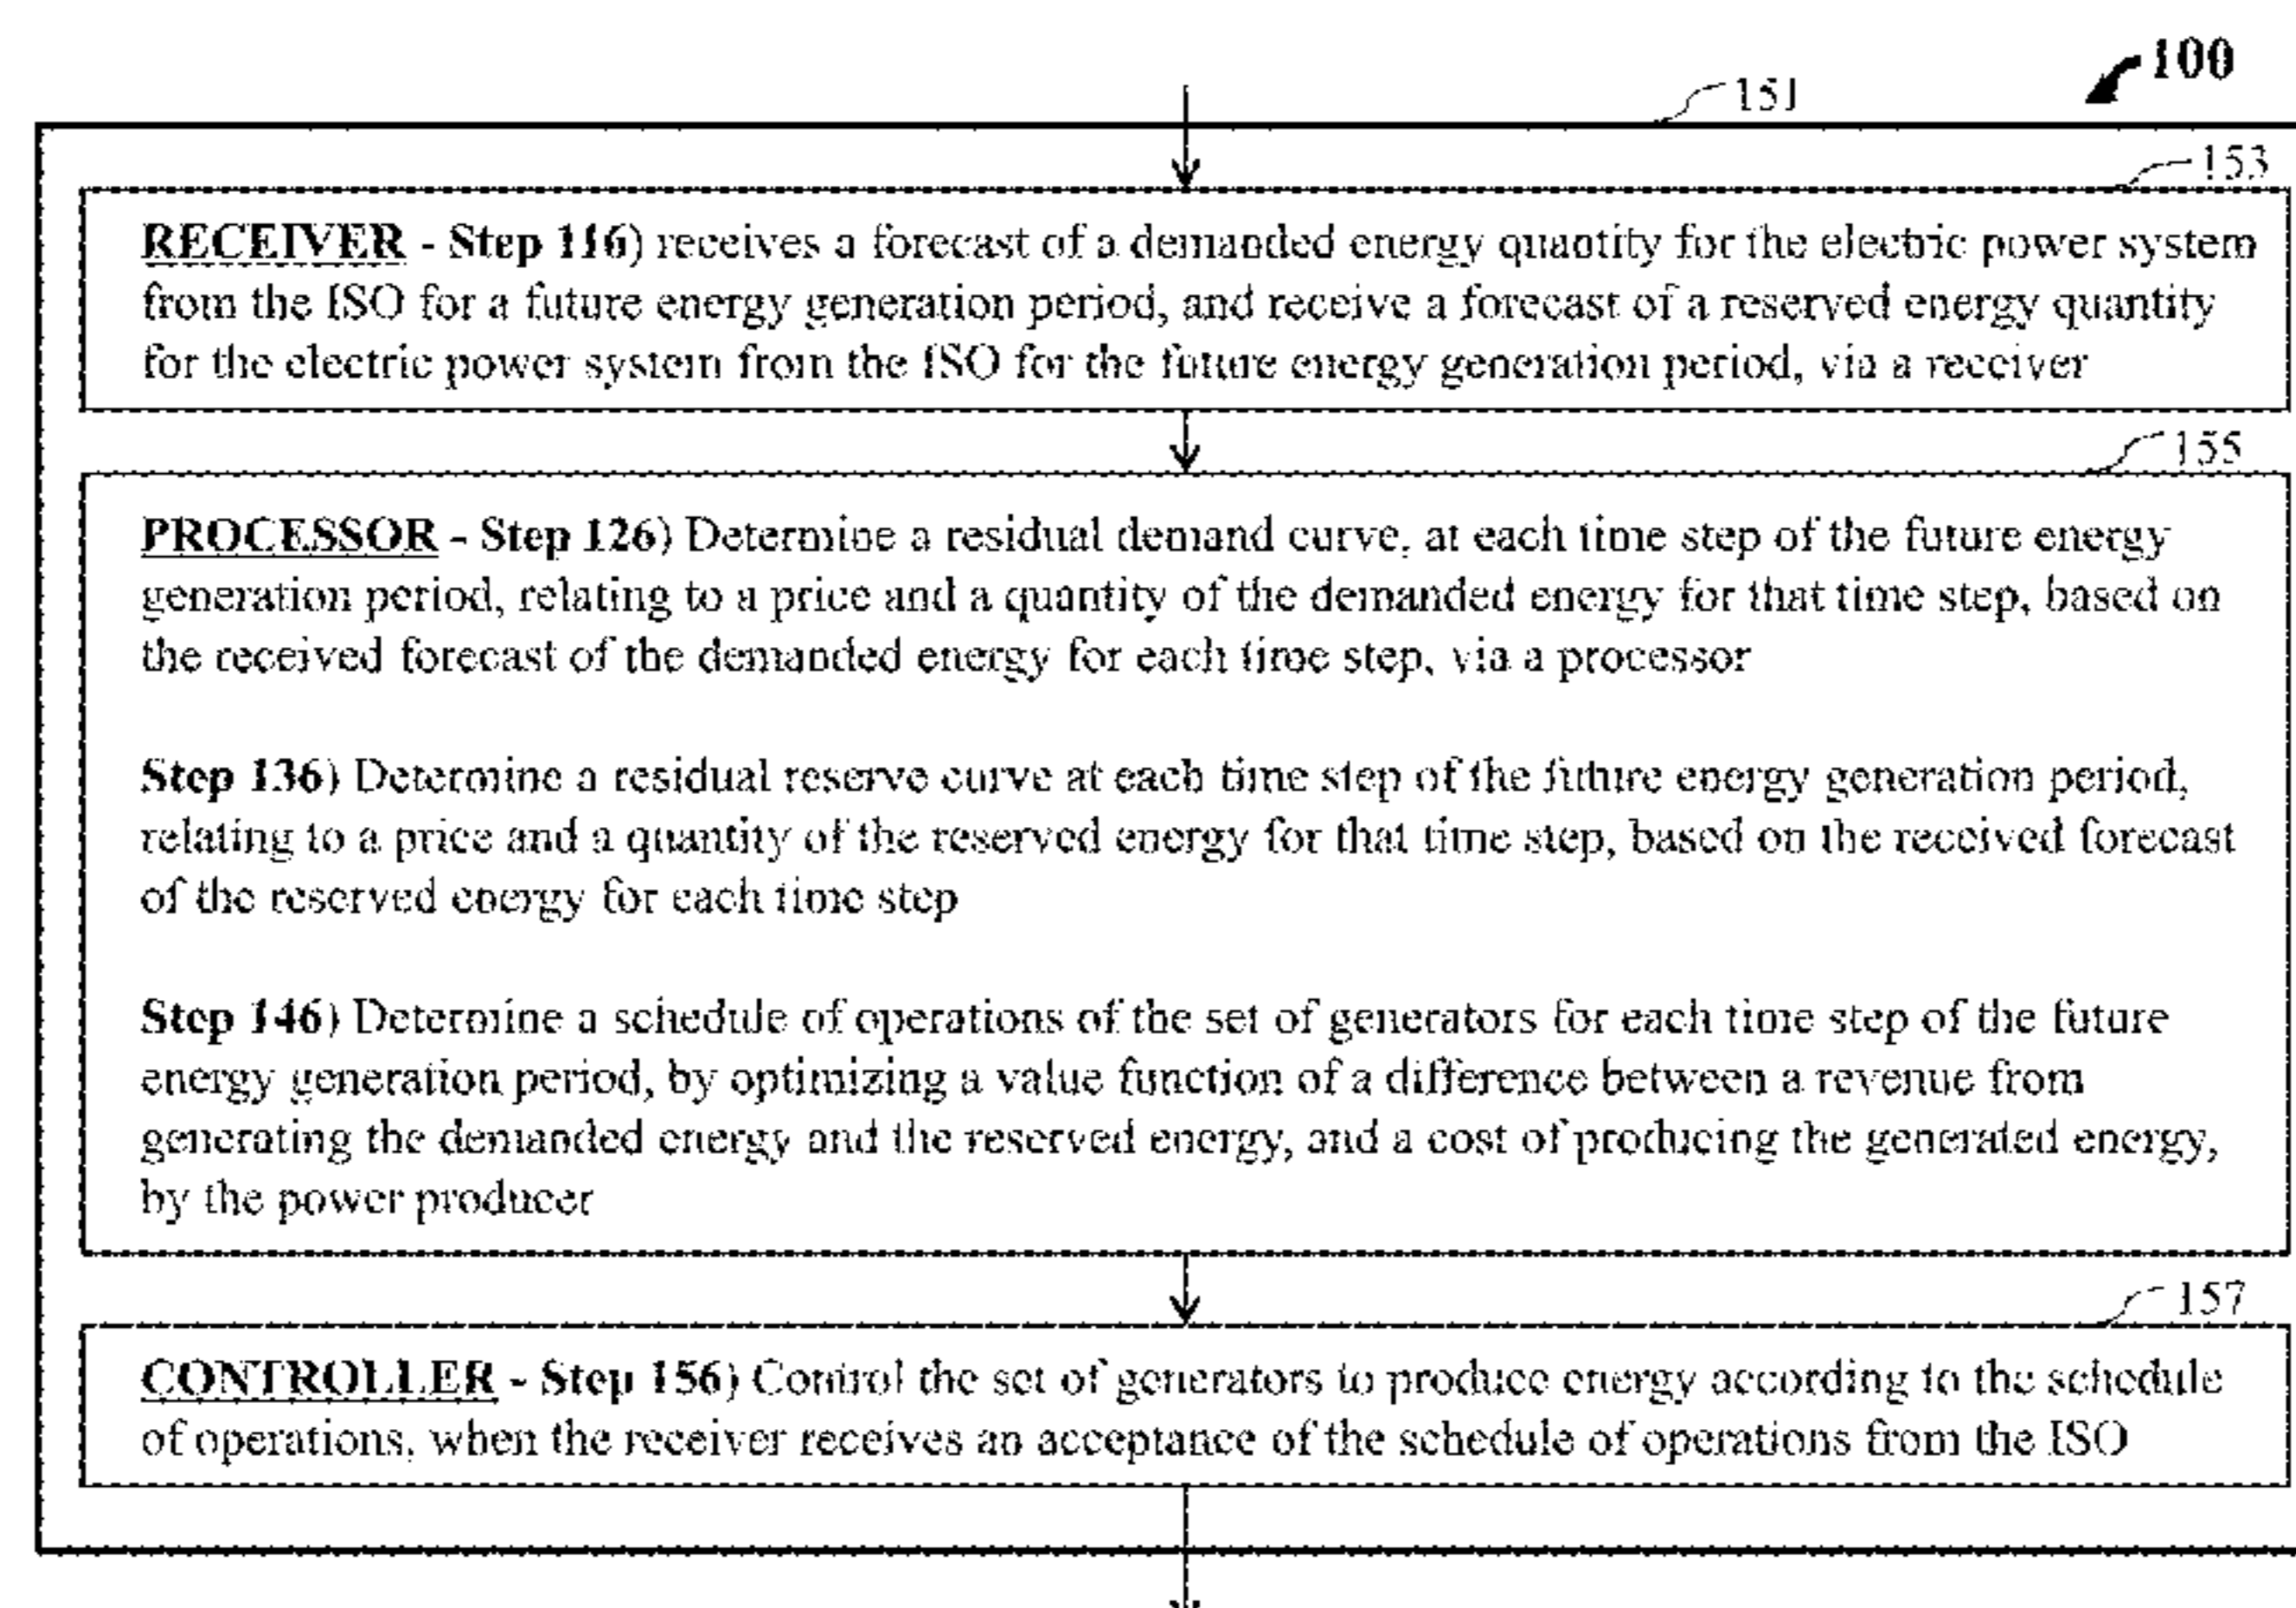 100
151
153
RECEIVER - Step 116) receives a forecast of a demanded energy quantity for the electric power system
from the ISO for a future energy generation period, and receive a forecast of a reserved energy quantity
for the electric power system from the ISO for the future energy generation period, via a receiver
155
PROCESSOR - Step 126) Determine a residual demand curve, at each time step of the future energy
generation period, relating to a price and a quantity of the demanded energy for that time step, based on
the received forecast of the demanded energy for each time step, via a processor
Step 136) Determine a residual reserve curve at each time step of the future energy generation period,
relating to a price and a quantity of the reserved energy for that time step, based on the received forecast
of the reserved energy for each time step
Step 146) Determine a schedule of operations of the set of generators for each time step of the future
energy generation period, by optimizing a value function of a difference between a revenue from
generating the demanded energy and the reserved energy, and a cost of producing the generated energy,
by the power producer
157
CONTROLLER - Step 156) Control the set of generators to produce energy according to the schedule
of operations, when the receiver receives an acceptance of the schedule of operations from the ISO